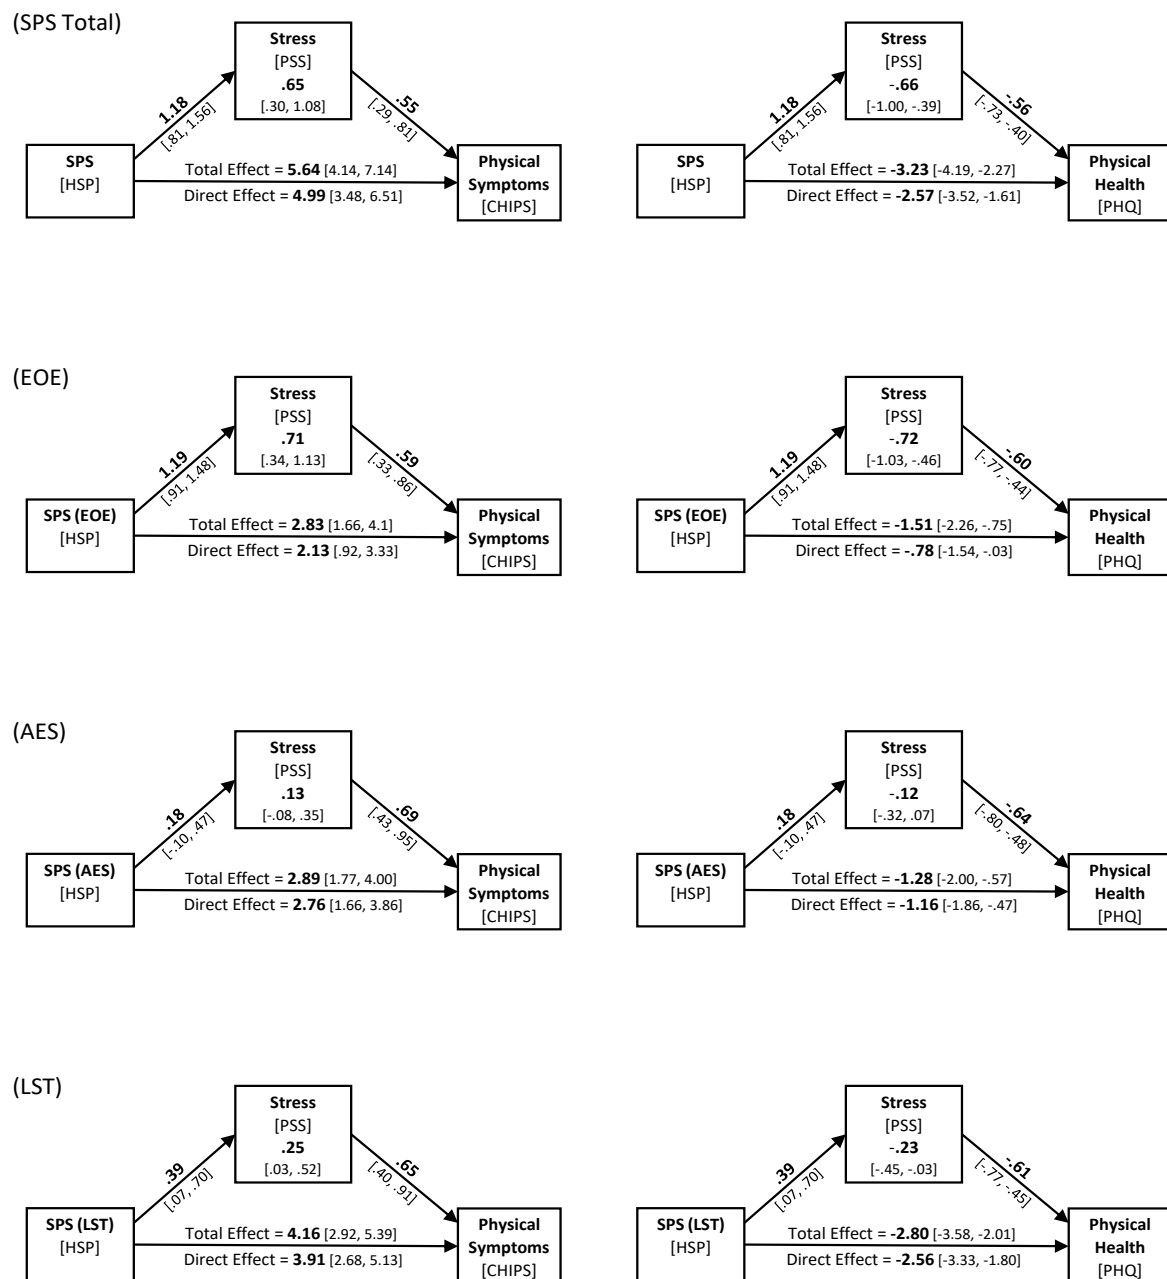 (SPS Total)
Stress
[PSS]
.65
[.30, 1.08]
1.18
[.81, 1.56]
.55
[.29, .81]
SPS
[HSP]
Total Effect = 5.64 [4.14, 7.14]
Direct Effect = 4.99 [3.48, 6.51]
Physical
Symptoms
[CHIPS]
Stress
[PSS]
-.66
[-1.00, -.39]
1.18
[.81, 1.56]
-.56
[-.73, -.40]
SPS
[HSP]
Total Effect = -3.23 [-4.19, -2.27]
Direct Effect = -2.57 [-3.52, -1.61]
Physical
Health
[PHQ]
(EOE)
Stress
[PSS]
.71
[.34, 1.13]
1.19
[.91, 1.48]
.59
[.33, .86]
SPS (EOE)
[HSP]
Total Effect = 2.83 [1.66, 4.1]
Direct Effect = 2.13 [.92, 3.33]
Physical
Symptoms
[CHIPS]
Stress
[PSS]
-.72
[-1.03, -.46]
1.19
[.91, 1.48]
-.60
[-.77, -.44]
SPS (EOE)
[HSP]
Total Effect = -1.51 [-2.26, -.75]
Direct Effect = -.78 [-1.54, -.03]
Physical
Health
[PHQ]
(AES)
Stress
[PSS]
.13
[-.08, .35]
.18
[-.10, .47]
.69
[.43, .95]
SPS (AES)
[HSP]
Total Effect = 2.89 [1.77, 4.00]
Direct Effect = 2.76 [1.66, 3.86]
Physical
Symptoms
[CHIPS]
Stress
[PSS]
-.12
[-.32, .07]
.18
[-.10, .47]
-.64
[-.80, -.48]
SPS (AES)
[HSP]
Total Effect = -1.28 [-2.00, -.57]
Direct Effect = -1.16 [-1.86, -.47]
Physical
Health
[PHQ]
(LST)
Stress
[PSS]
.25
[.03, .52]
.39
[.07, .70]
.65
[.40, .91]
SPS (LST)
[HSP]
Total Effect = 4.16 [2.92, 5.39]
Direct Effect = 3.91 [2.68, 5.13]
Physical
Symptoms
[CHIPS]
Stress
[PSS]
-.23
[-.45, -.03]
.39
[.07, .70]
-.61
[-.77, -.45]
SPS (LST)
[HSP]
Total Effect = -2.80 [-3.58, -2.01]
Direct Effect = -2.56 [-3.33, -1.80]
Physical
Health
[PHQ]